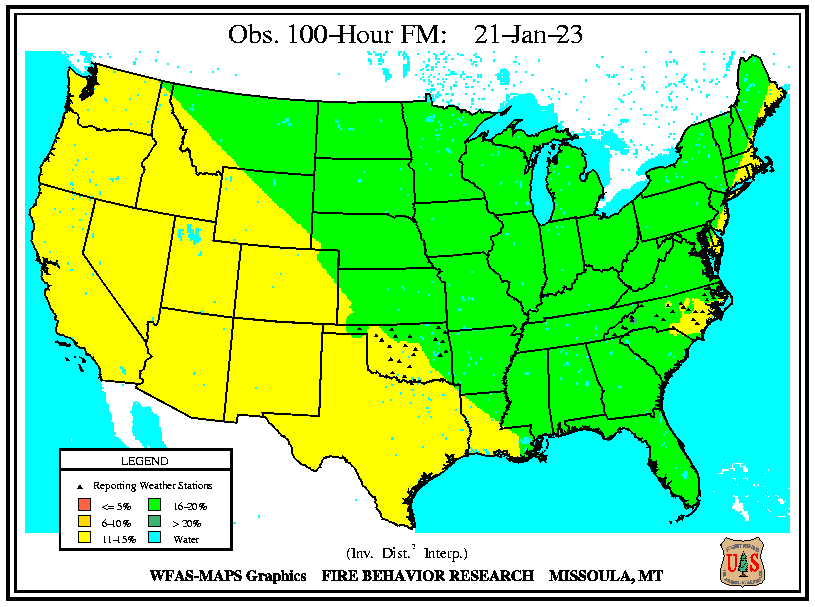 Obs. 100-Hour FM: 21-Jan-23
LEGEND
Reporting Weather Stations
<= 5% 16-20%
6-10% > 20%
11-15% Water
(Inv. Dist.² Interp.)
WFAS-MAPS Graphics FIRE BEHAVIOR RESEARCH MISSOULA, MT
U S